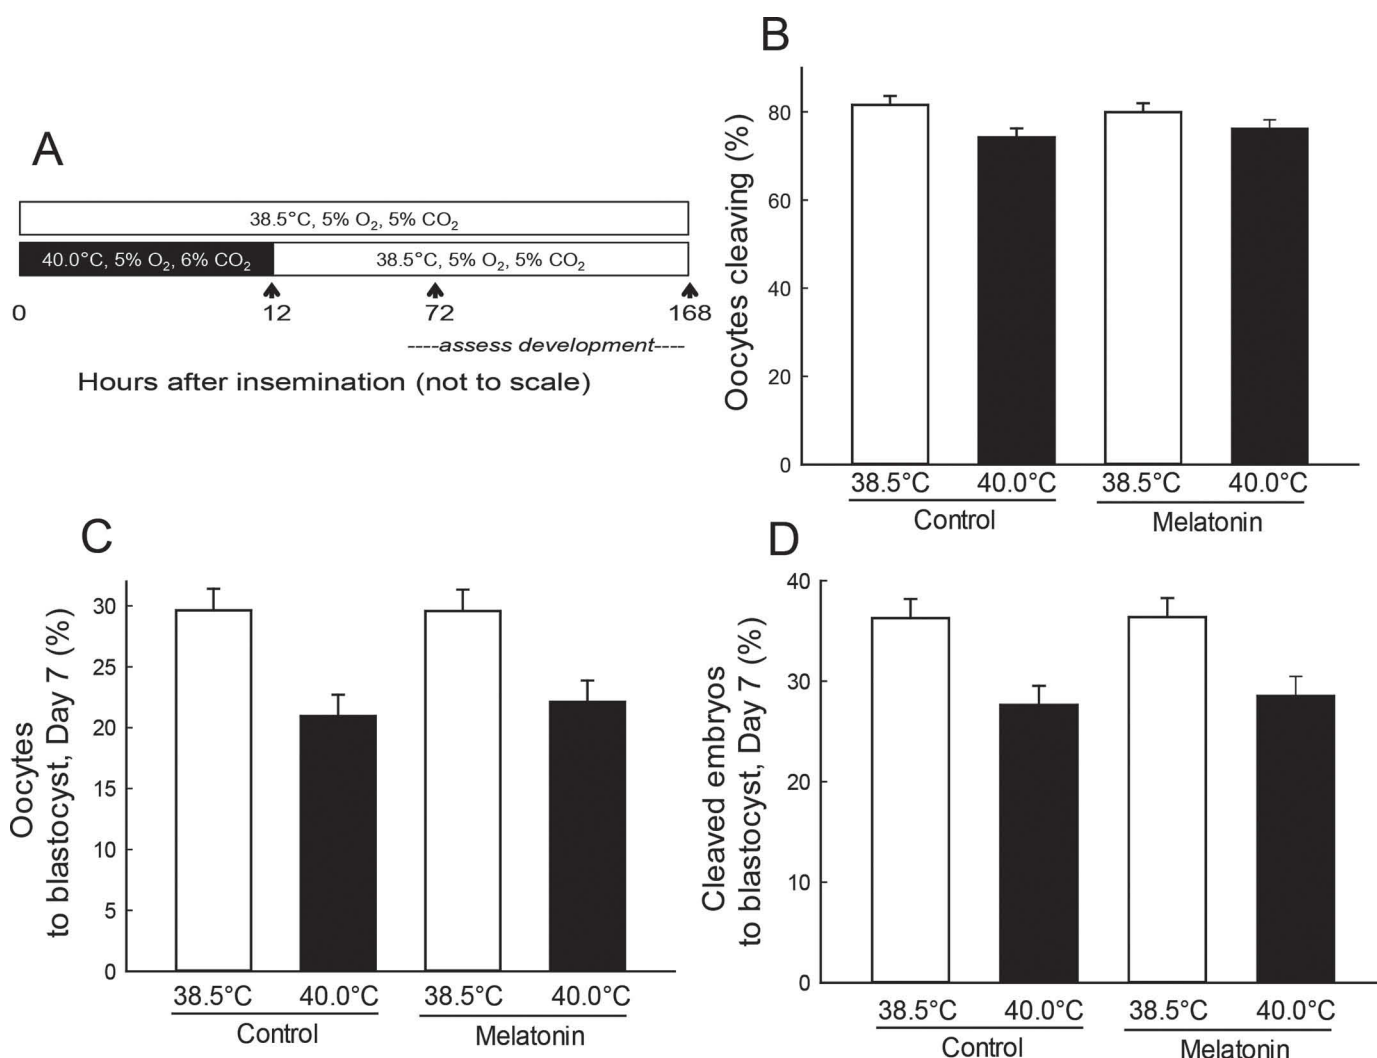 A
38.5°C, 5% O₂, 5% CO₂
40.0°C, 5% O₂, 6% CO₂ 38.5°C, 5% O₂, 5% CO₂
0 12 72 168
----assess development----
Hours after insemination (not to scale)
B
Oocytes cleaving (%)
80
60
40
20
0
38.5°C 40.0°C 38.5°C 40.0°C
Control Melatonin
C
Oocytes
to blastocyst, Day 7 (%)
30
25
20
15
10
5
0
38.5°C 40.0°C 38.5°C 40.0°C
Control Melatonin
D
Cleaved embryos
to blastocyst, Day 7 (%)
40
30
20
10
0
38.5°C 40.0°C 38.5°C 40.0°C
Control Melatonin